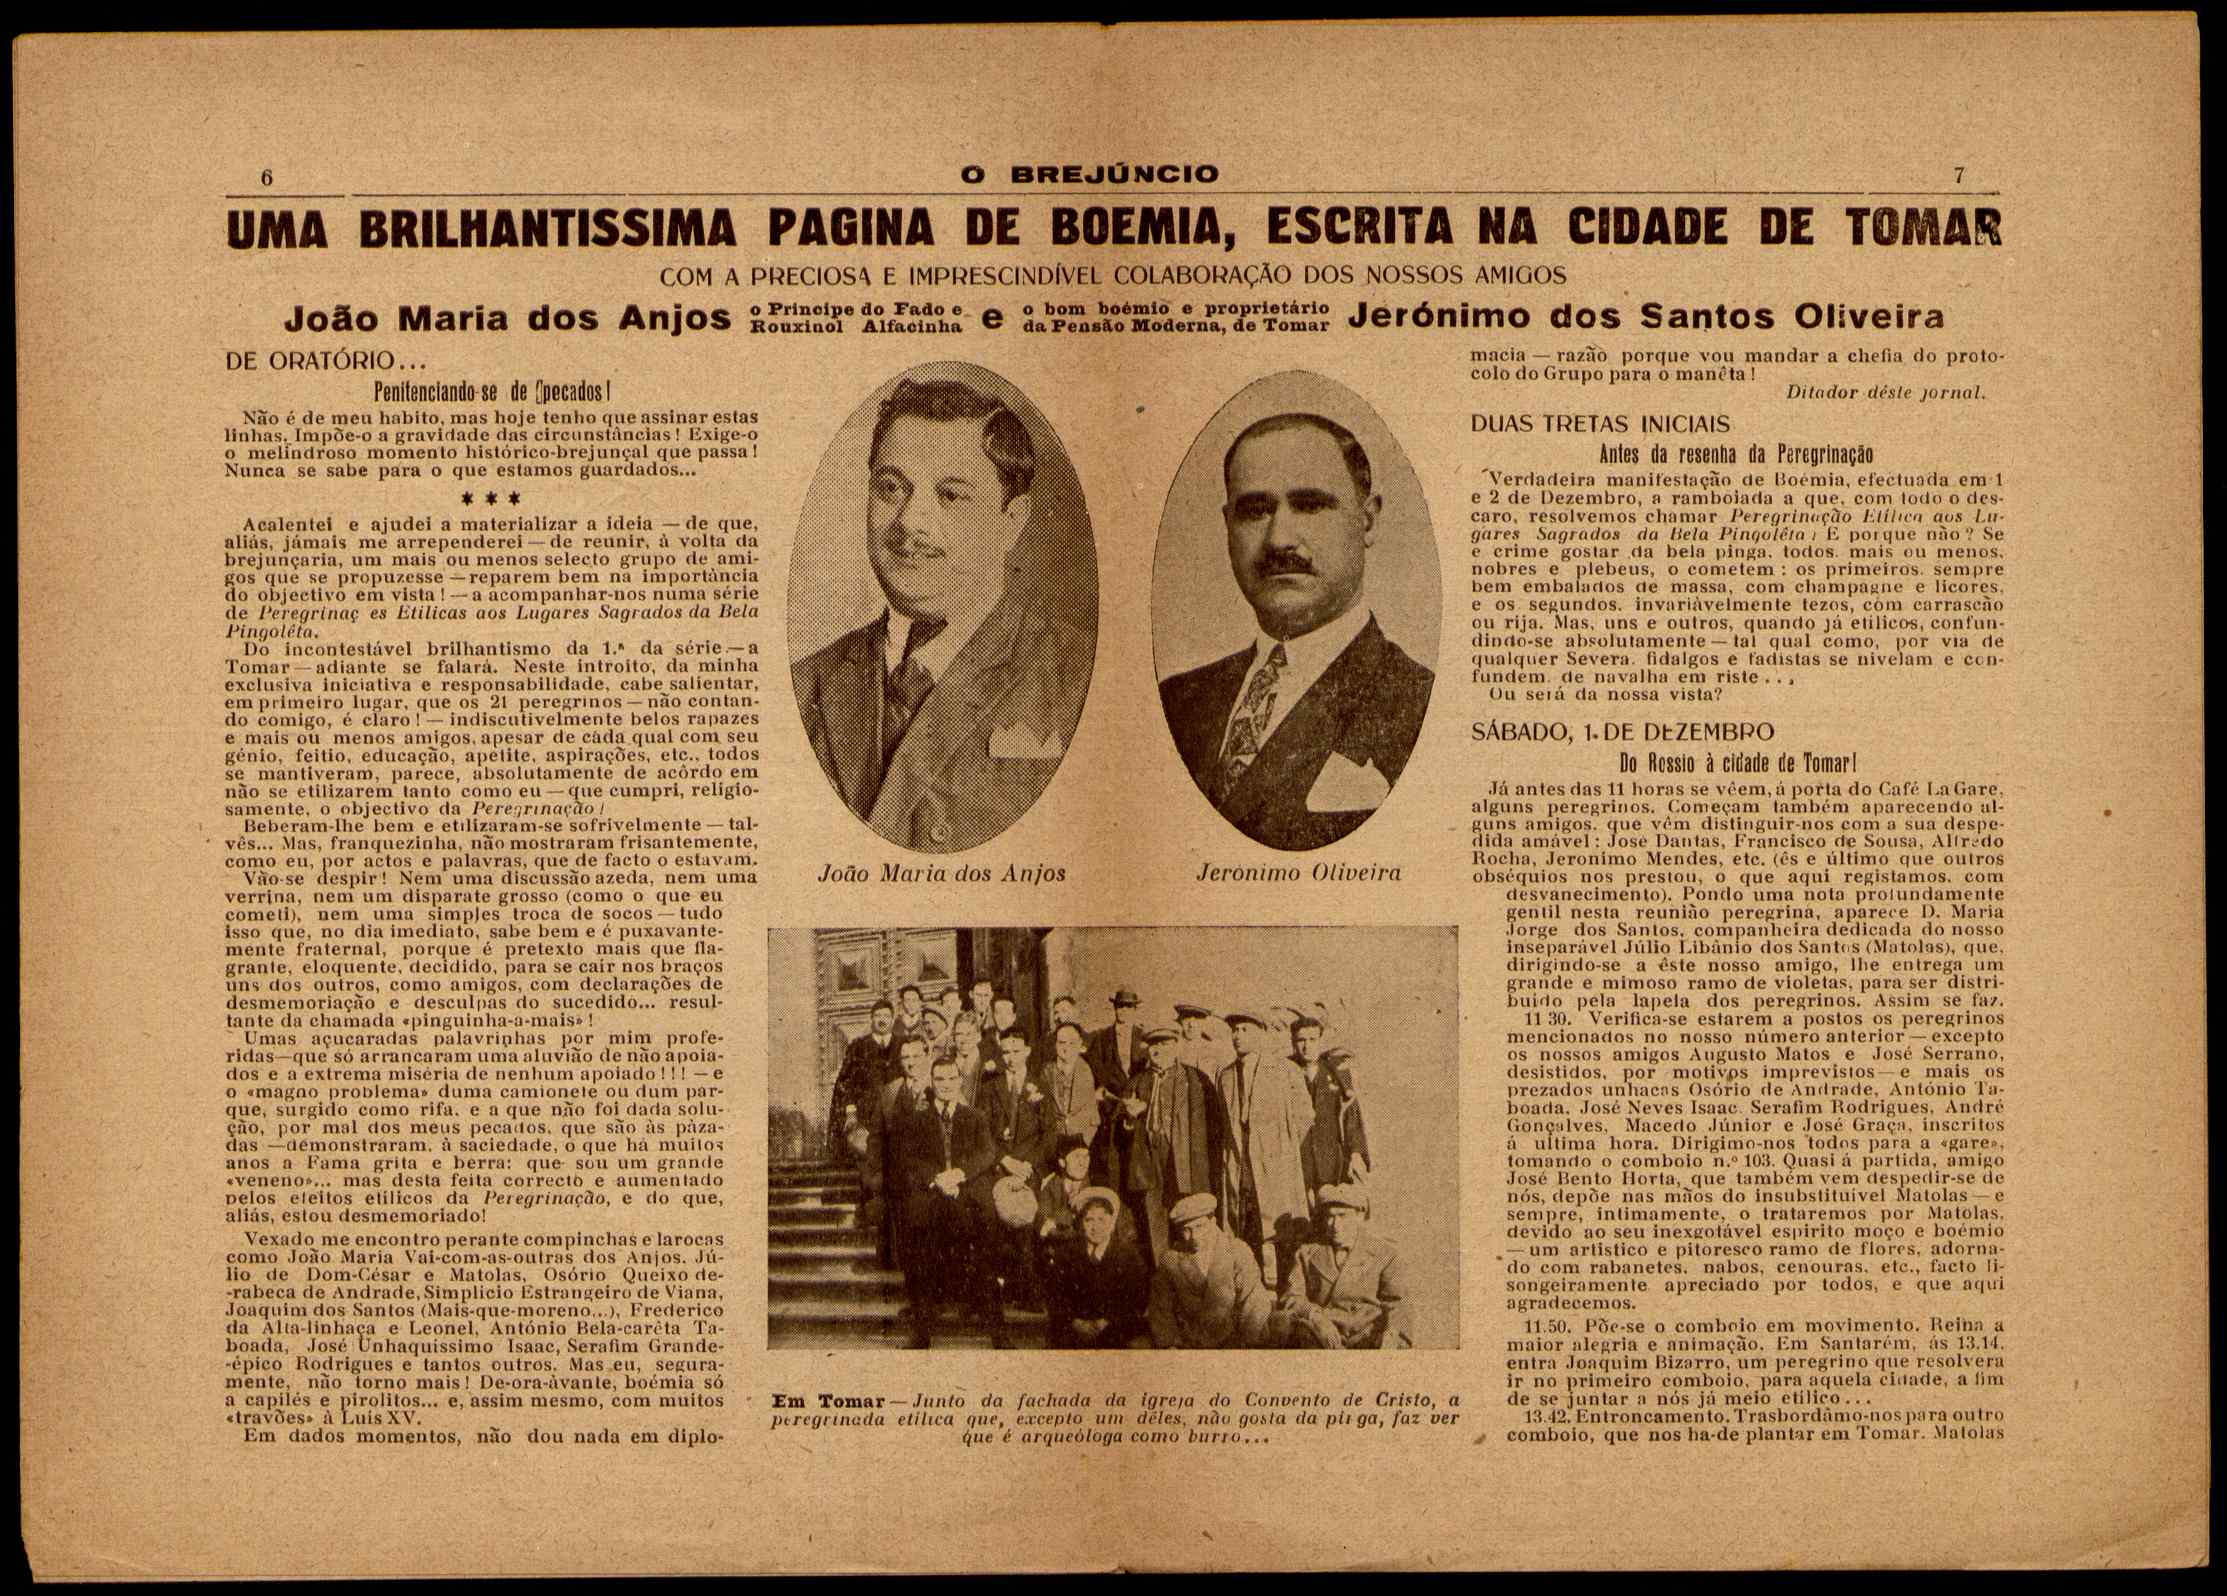 6
O BREJÚNCIO
7
UMA BRILHANTISSIMA PAGINA DE BOEMIA, ESCRITA NA CIDADE DE TOMAR
COM A PRECIOSA E IMPRESCINDÍVEL COLABORAÇÃO DOS NOSSOS AMIGOS
João Maria dos Anjos o Principe do Fado e Rouxinol Alfacinha e o bom boémio e proprietário da Pensão Moderna, de Tomar Jerónimo dos Santos Oliveira
DE ORATÓRIO...
Penitenciando-se de pecados!
Não é de meu habito, mas hoje tenho que assinar estas
linhas. Impõe-o a gravidade das circunstâncias! Exige-o
o melindroso momento histórico-brejunçal que passa!
Nunca se sabe para o que estamos guardados...
* * *
Acalentei e ajudei a materializar a ideia — de que,
aliás, jámais me arrependerei — de reunir, à volta da
brejunçaria, um mais ou menos selecto grupo de ami-
gos que se propuzesse — reparem bem na importância
do objectivo em vista! — a acompanhar-nos numa série
de Peregrinaç es Etilicas aos Lugares Sagrados da Bela
Pingolêta.
Do incontestável brilhantismo da 1.ª da série — a
Tomar — adiante se falará. Neste introito, da minha
exclusiva iniciativa e responsabilidade, cabe salientar,
em primeiro lugar, que os 21 peregrinos — não contan-
do comigo, é claro! — indiscutivelmente belos rapazes
e mais ou menos amigos, apesar de cada qual com seu
génio, feitio, educação, apetite, aspirações, etc., todos
se mantiveram, parece, absolutamente de acôrdo em
não se etilizarem tanto como eu — que cumpri, religio-
samente, o objectivo da Peregrinação!
Beberam-lhe bem e etilizaram-se sofrivelmente — tal-
vês... Mas, franquezinha, não mostraram frisantemente,
como eu, por actos e palavras, que de facto o estavam.
Vão-se despir! Nem uma discussão azeda, nem uma
verrina, nem um disparate grosso (como o que eu
cometi), nem uma simples troca de socos — tudo
isso que, no dia imediato, sabe bem e é puxavante-
mente fraternal, porque é pretexto mais que fla-
grante, eloquente, decidido, para se cair nos braços
uns dos outros, como amigos, com declarações de
desmemoriação e desculpas do sucedido... resul-
tante da chamada «pinguinha-a-mais»!
Umas açucaradas palavrinhas por mim profe-
ridas—que só arrancaram uma aluvião de não apoia-
dos e a extrema miséria de nenhum apoiado!!! — e
o «magno problema» duma camionete ou dum par-
que, surgido como rifa, e a que não foi dada solu-
ção, por mal dos meus pecados, que são às pàza-
das — demonstraram, à saciedade, o que há muitos
anos a Fama grita e berra: que sou um grande
«veneno»... mas desta feita correcto e aumentado
pelos efeitos etilicos da Peregrinação, e do que,
aliás, estou desmemoriado!
Vexado me encontro perante compinchas e larocas
como João Maria Vai-com-as-outras dos Anjos, Jú-
lio de Dom-César e Matolas, Osório Queixo de-
-rabeca de Andrade, Simplicio Estrangeiro de Viana,
Joaquim dos Santos (Mais-que-moreno...), Frederico
da Alta-linhaça e Leonel, António Bela-carêta Ta-
boada, José Unhaquissimo Isaac, Serafim Grande-
-épico Rodrigues e tantos outros. Mas eu, segura-
mente, não torno mais! De-ora-àvante, boémia só
a capilés e pirolitos... e, assim mesmo, com muitos
«travões» à Luís XV.
Em dados momentos, não dou nada em diplo-
João Maria dos Anjos
Jerónimo Oliveira
Em Tomar — Junto da fachada da igreja do Convento de Cristo, a
peregrinada etilica que, excepto um dêles, não gosta da pinga, faz ver
que é arqueóloga como burro...
macia — razão porque vou mandar a chefia do proto-
colo do Grupo para o manêta!
Ditador dêste jornal.
DUAS TRETAS INICIAIS
Antes da resenha da Peregrinação
Verdadeira manifestação de Boémia, efectuada em 1
e 2 de Dezembro, a ramboiada a que, com todo o des-
caro, resolvemos chamar Peregrinação Etílica aos Lu-
gares Sagrados da Bela Pingolêta! E porque não? Se
e crime gostar da bela pinga, todos, mais ou menos,
nobres e plebeus, o cometem: os primeiros, sempre
bem embalados de massa, com champagne e licores,
e os segundos, invariàvelmente tezos, com carrascão
ou rija. Mas, uns e outros, quando já etilicos, confun-
dindo-se absolutamente — tal qual como, por via de
qualquer Severa, fidalgos e fadistas se nivelam e con-
fundem, de navalha em riste...
Ou será da nossa vista?
SÁBADO, 1. DE DEZEMBRO
Do Rossio à cidade de Tomar!
Já antes das 11 horas se vêem, á porta do Café La Gare,
alguns peregrinos. Começam também aparecendo al-
guns amigos, que vêm distinguir-nos com a sua despe-
dida amável: José Dantas, Francisco de Sousa, Alfredo
Rocha, Jeronimo Mendes, etc. (ês e último que outros
obséquios nos prestou, o que aqui registamos, com
desvanecimento). Pondo uma nota profundamente
gentil nesta reunião peregrina, aparece D. Maria
Jorge dos Santos, companheira dedicada do nosso
inseparável Júlio Libânio dos Santos (Matolas), que,
dirigindo-se a êste nosso amigo, lhe entrega um
grande e mimoso ramo de violetas, para ser distri-
buido pela lapela dos peregrinos. Assim se faz.
11 30. Verifica-se estarem a postos os peregrinos
mencionados no nosso número anterior — excepto
os nossos amigos Augusto Matos e José Serrano,
desistidos, por motivos imprevistos — e mais os
prezados unhacas Osório de Andrade, António Ta-
boada, José Neves Isaac, Serafim Rodrigues, André
Gonçalves, Macedo Júnior e José Graça, inscritos
á ultima hora. Dirigimo-nos todos para a «gare»,
tomando o comboio n.º 103. Quasi á partida, amigo
José Bento Horta, que também vem despedir-se de
nós, depõe nas mãos do insubstituível Matolas — e
sempre, intimamente, o trataremos por Matolas,
devido ao seu inexgotável espirito moço e boémio
— um artistico e pitoresco ramo de flores, adorna-
do com rabanetes, nabos, cenouras, etc., facto li-
songeiramente apreciado por todos, e que aqui
agradecemos.
11.50. Põe-se o comboio em movimento. Reina a
maior alegria e animação. Em Santarém, ás 13.14,
entra Joaquim Bizarro, um peregrino que resolvera
ir no primeiro comboio, para aquela cidade, a fim
de se juntar a nós já meio etilico...
13.42. Entroncamento. Trasbordâmo-nos para outro
comboio, que nos ha-de plantar em Tomar. Matolas